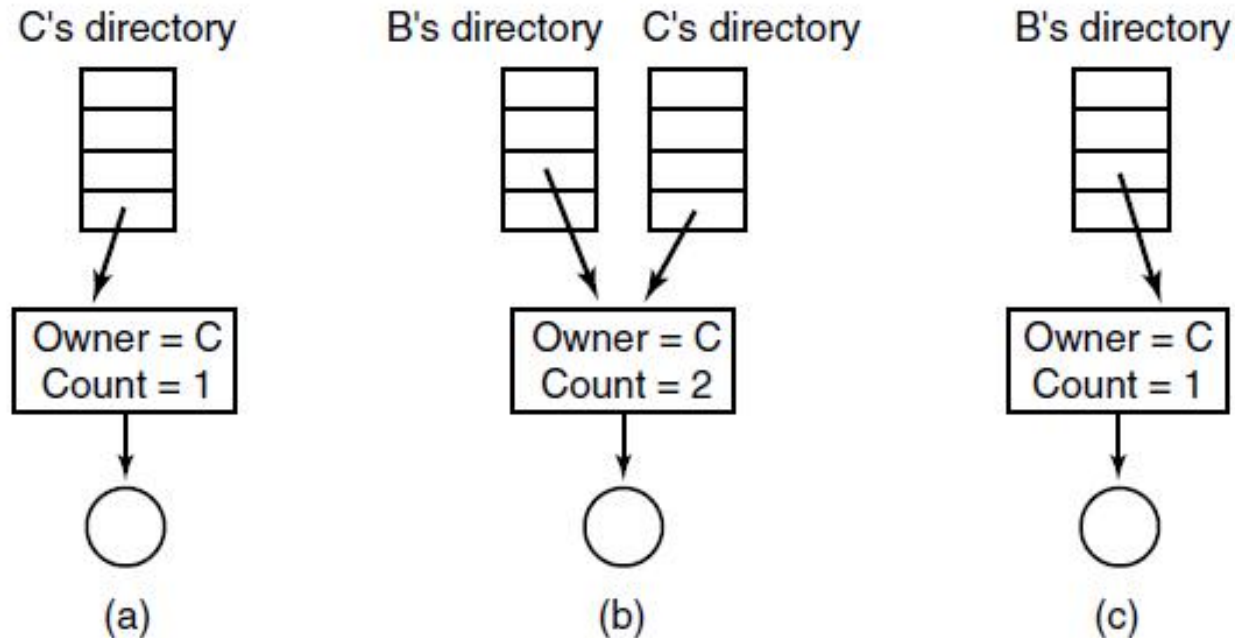 C's directory
B's directory
C's directory
B's directory
Owner = C
Count = 1
Owner = C
Count = 2
Owner = C
Count = 1
(a)
(b)
(c)